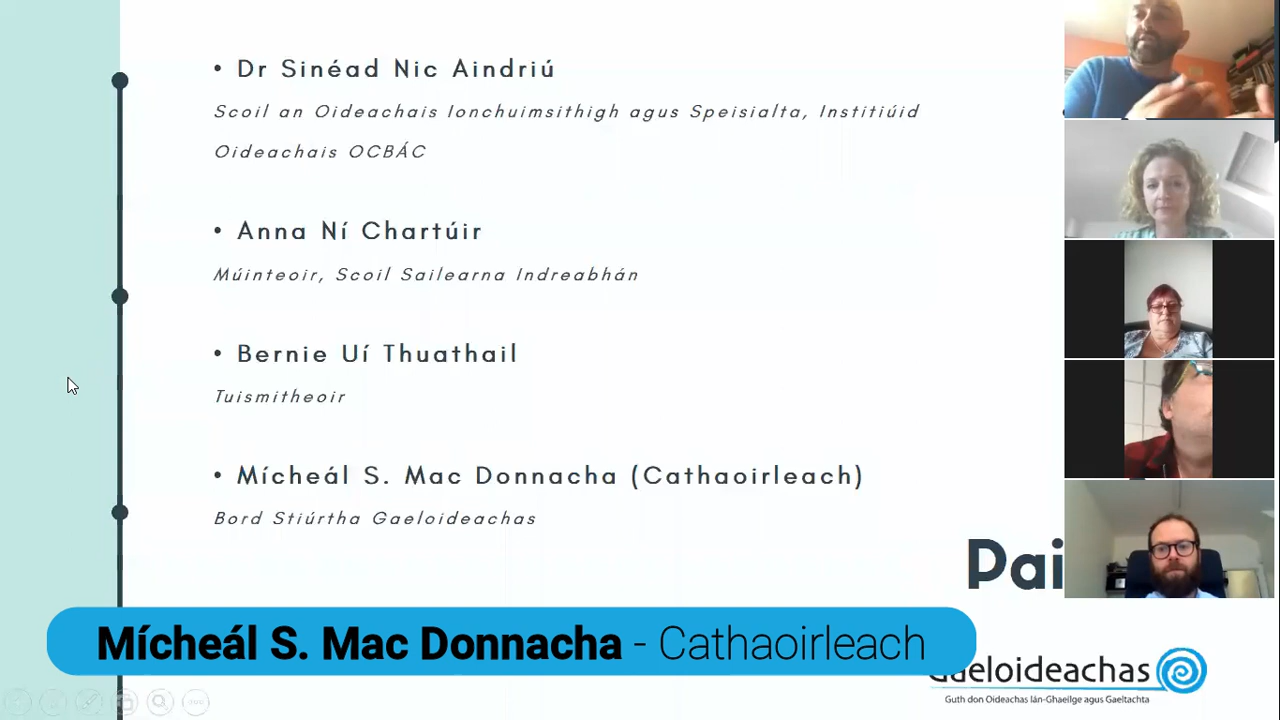 • Dr Sinéad Nic Aindriú
Scoil an Oideachais Ionchuimsithigh agus Speisialta, Institiúid
Oideachais OCBÁC
• Anna Ní Chartúir
Múinteoir, Scoil Sailearna Indreabhán
• Bernie Uí Thuathail
Tuismitheoir
• Mícheál S. Mac Donnacha (Cathaoirleach)
Bord Stiúrtha Gaeloideachas
Pai
Mícheál S. Mac Donnacha - Cathaoirleach
Gaeloideachas
Guth don Oideachas lán-Ghaeilge agus Gaeltachta